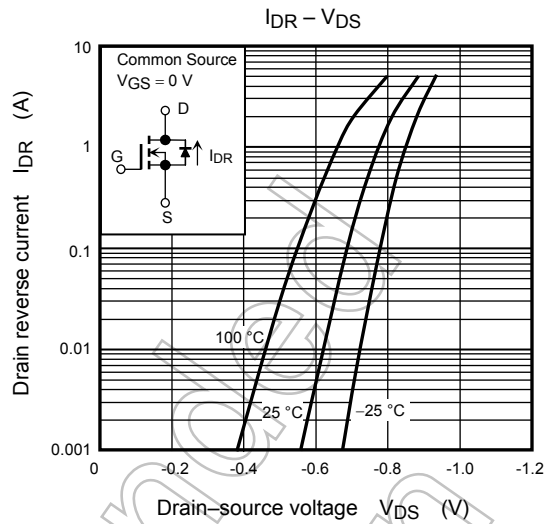 IDR – VDS
10
1
0.1
0.01
0.001
Drain reverse current IDR (A)
Common Source
VGS = 0 V
D
G
IDR
S
100 °C
25 °C
−25 °C
0 -0.2 -0.4 -0.6 -0.8 -1.0 -1.2
Drain–source voltage VDS (V)